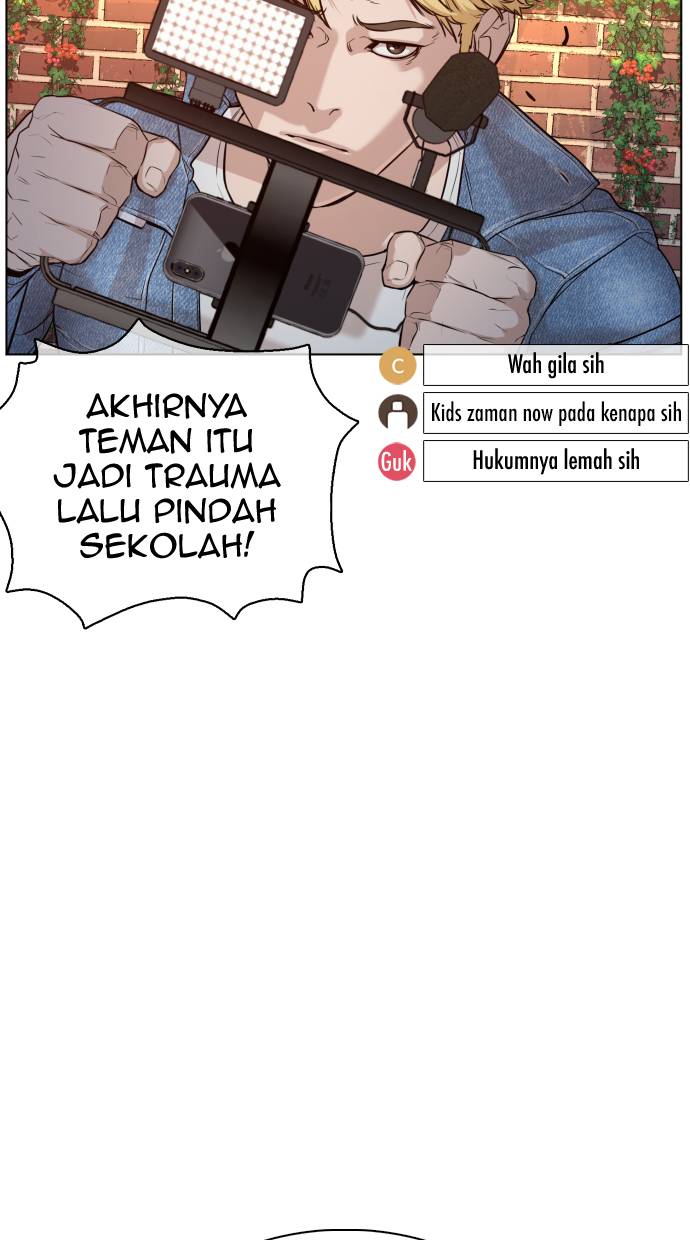 AKHIRNYA
TEMAN ITU
JADI TRAUMA
LALU PINDAH
SEKOLAH!
C
Wah gila sih
Kids zaman now pada kenapa sih
Guk
Hukumnya lemah sih